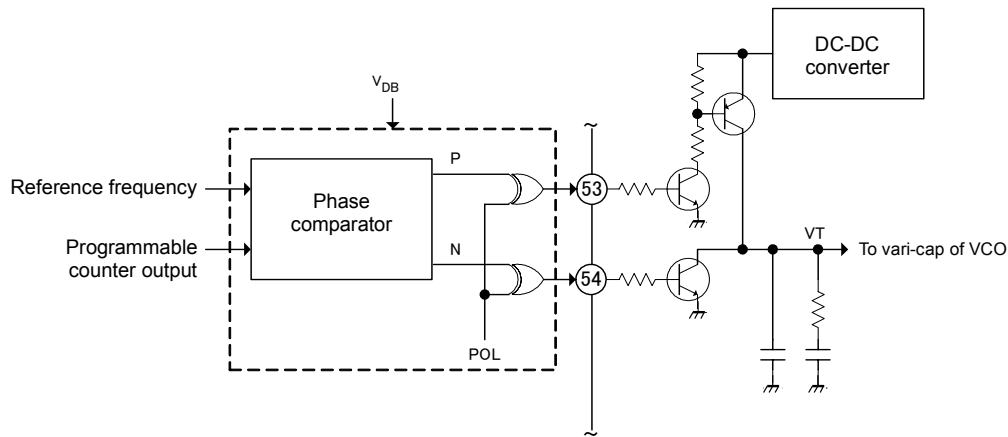 DC-DC
converter
V_DB
P
Reference frequency
53
Phase
comparator
Programmable
counter output
N
54
VT
To vari-cap of VCO
POL